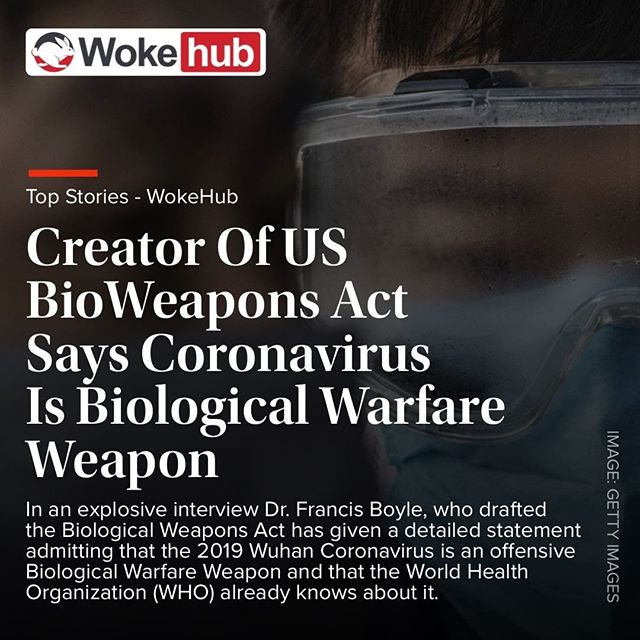 Woke hub
Top Stories - WokeHub
Creator Of US
BioWeapons Act
Says Coronavirus
Is Biological Warfare
Weapon
In an explosive interview Dr. Francis Boyle, who drafted
the Biological Weapons Act has given a detailed statement
admitting that the 2019 Wuhan Coronavirus is an offensive
Biological Warfare Weapon and that the World Health
Organization (WHO) already knows about it.
IMAGE: GETTY IMAGES